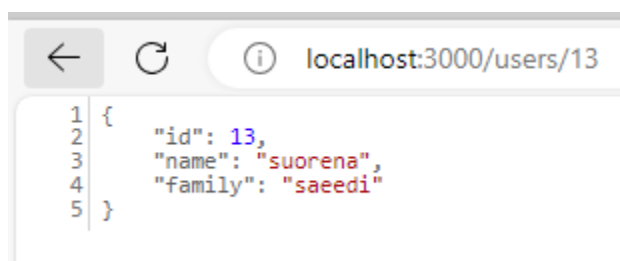 localhost:3000/users/13
1 {
2 "id": 13,
3 "name": "suorena",
4 "family": "saeedi"
5 }